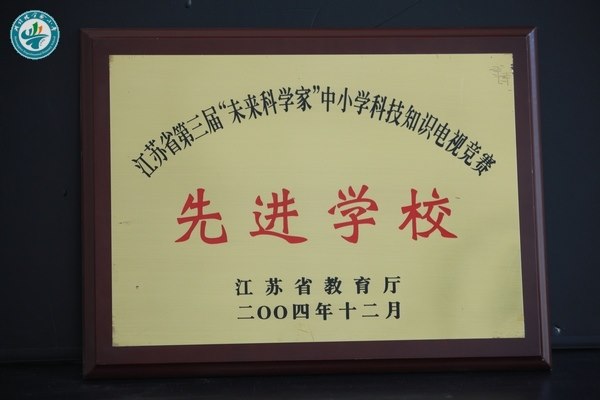 江苏省第三届“未来科学家”中小学科技知识电视竞赛
先进学校
江苏省教育厅
二〇〇四年十二月